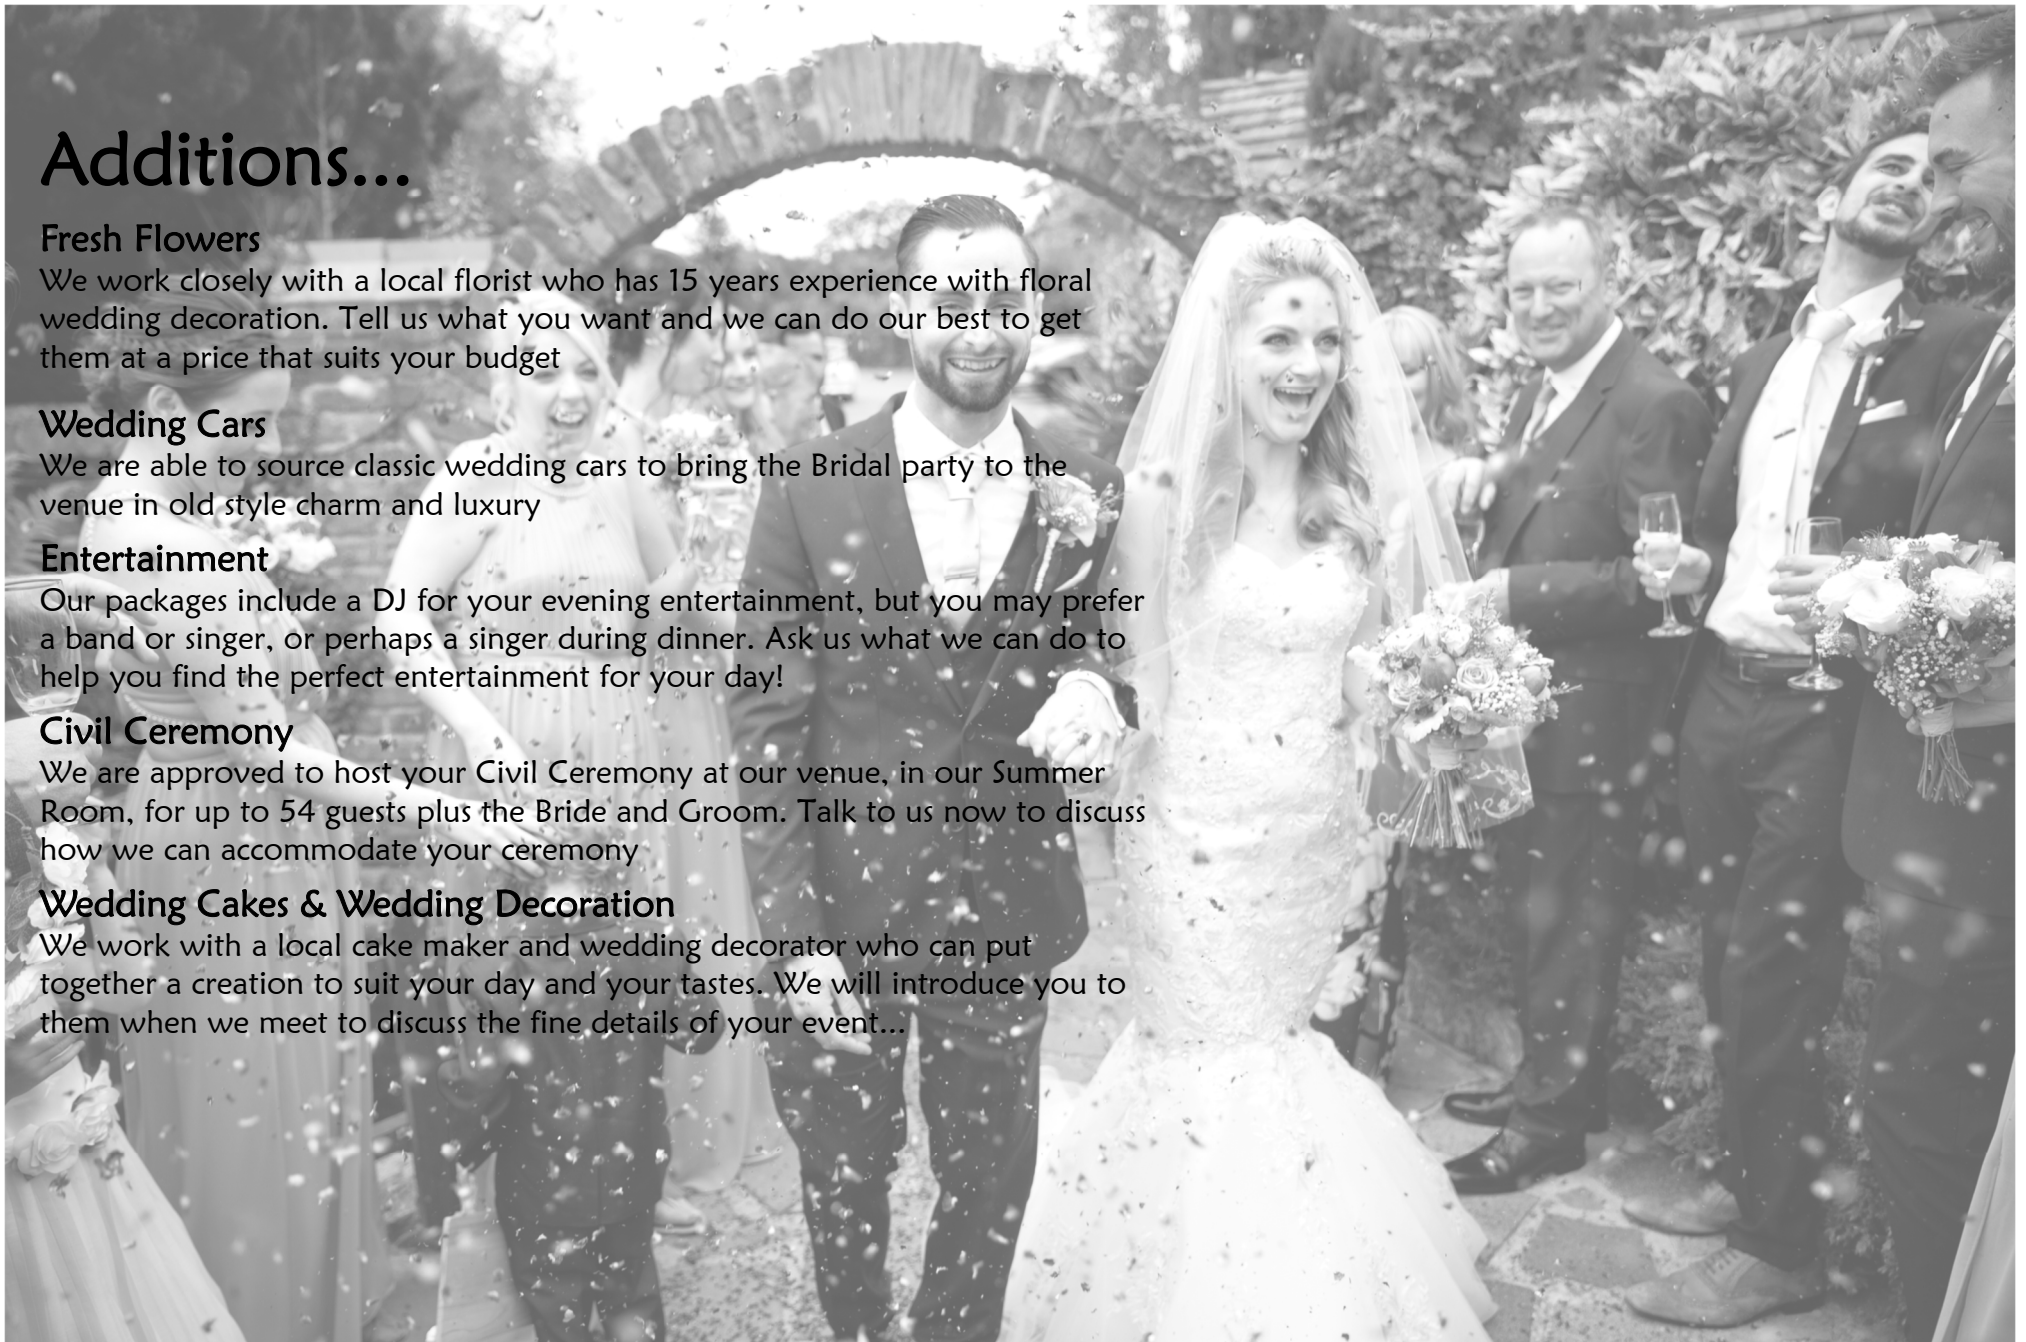 Additions...
Fresh Flowers
We work closely with a local florist who has 15 years experience with floral
wedding decoration. Tell us what you want and we can do our best to get
them at a price that suits your budget
Wedding Cars
We are able to source classic wedding cars to bring the Bridal party to the
venue in old style charm and luxury
Entertainment
Our packages include a DJ for your evening entertainment, but you may prefer
a band or singer, or perhaps a singer during dinner. Ask us what we can do to
help you find the perfect entertainment for your day!
Civil Ceremony
We are approved to host your Civil Ceremony at our venue, in our Summer
Room, for up to 54 guests plus the Bride and Groom. Talk to us now to discuss
how we can accommodate your ceremony
Wedding Cakes & Wedding Decoration
We work with a local cake maker and wedding decorator who can put
together a creation to suit your day and your tastes. We will introduce you to
them when we meet to discuss the fine details of your event...